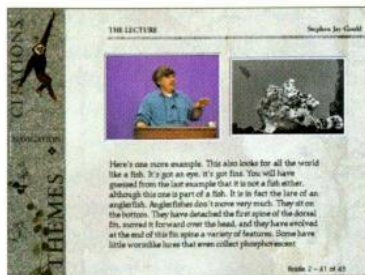 THE LECTURE
Stephen Jay Gould
CITATIONS
NAVIGATION
THEMES
Here's one more example. This also looks for all the world
like a fish. It's got an eye, it's got fins. You will have
guessed from the last example that it is not a fish either,
although this one is part of a fish. It is in fact the lure of an
anglerfish. Anglerfishes don't move very much. They sit on
the bottom. They have detached the first spine of the dorsal
fin, moved it forward over the head, and they have evolved
at the end of this fin spine a variety of features. Some have
little wormlike lures that even collect phosphorescent
41 of 43